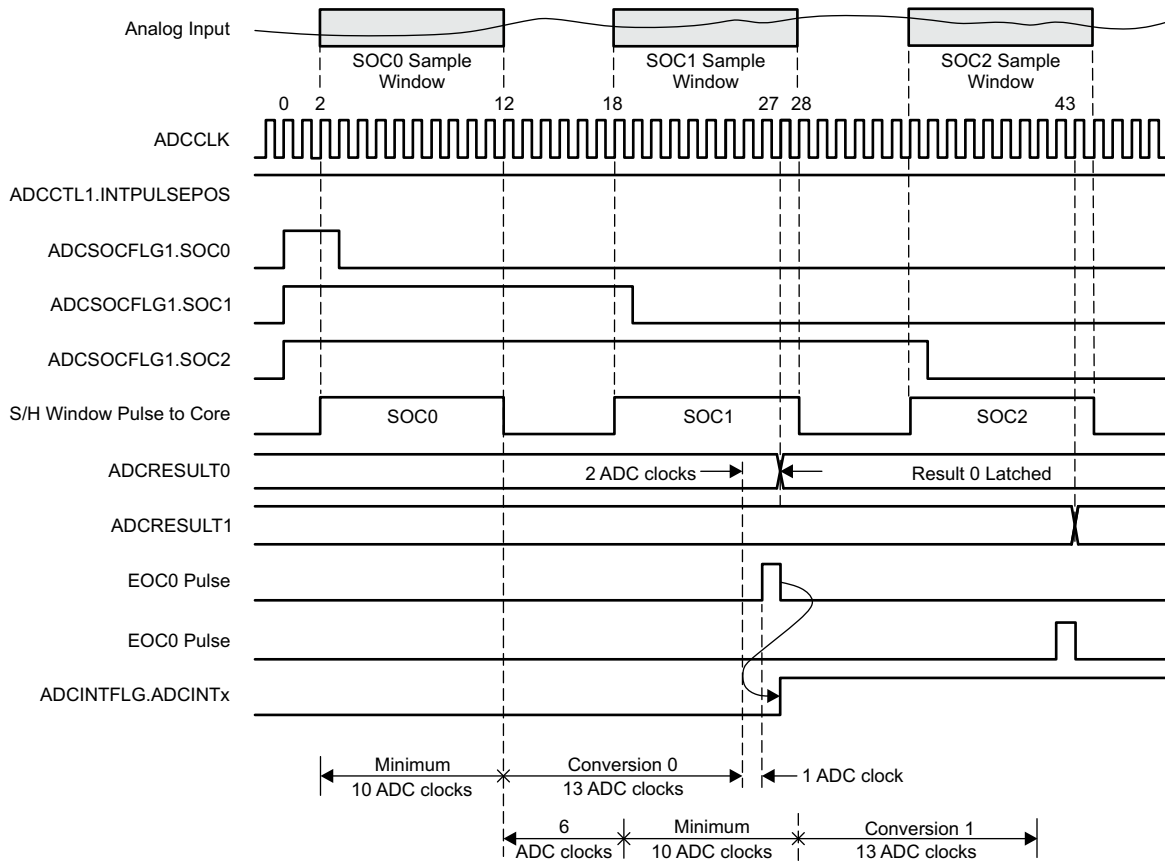 Analog Input
SOC0 Sample
Window
SOC1 Sample
Window
SOC2 Sample
Window
0 2 12 18 27 28 43
ADCCLK
ADCCTL1.INTPULSEPOS
ADCSOCFLG1.SOC0
ADCSOCFLG1.SOC1
ADCSOCFLG1.SOC2
S/H Window Pulse to Core SOC0 SOC1 SOC2
ADCRESULT0 2 ADC clocks Result 0 Latched
ADCRESULT1
EOC0 Pulse
EOC0 Pulse
ADCINTFLG.ADCINTx
Minimum
10 ADC clocks
Conversion 0
13 ADC clocks
1 ADC clock
6
ADC clocks
Minimum
10 ADC clocks
Conversion 1
13 ADC clocks